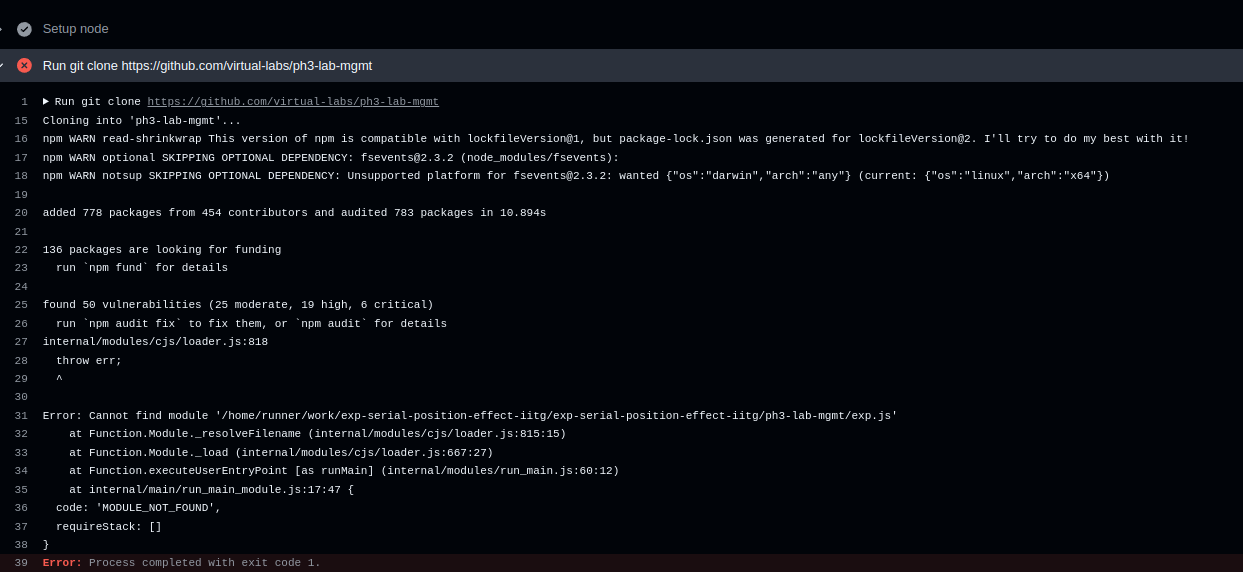 Setup node
Run git clone https://github.com/virtual-labs/ph3-lab-mgmt
1 ▶ Run git clone https://github.com/virtual-labs/ph3-lab-mgmt
15 Cloning into 'ph3-lab-mgmt'...
16 npm WARN read-shrinkwrap This version of npm is compatible with lockfileVersion@1, but package-lock.json was generated for lockfileVersion@2. I'll try to do my best with it!
17 npm WARN optional SKIPPING OPTIONAL DEPENDENCY: fsevents@2.3.2 (node_modules/fsevents):
18 npm WARN notsup SKIPPING OPTIONAL DEPENDENCY: Unsupported platform for fsevents@2.3.2: wanted {"os":"darwin","arch":"any"} (current: {"os":"linux","arch":"x64"})
19
20 added 778 packages from 454 contributors and audited 783 packages in 10.894s
21
22 136 packages are looking for funding
23   run `npm fund` for details
24
25 found 50 vulnerabilities (25 moderate, 19 high, 6 critical)
26   run `npm audit fix` to fix them, or `npm audit` for details
27 internal/modules/cjs/loader.js:818
28   throw err;
29   ^
30
31 Error: Cannot find module '/home/runner/work/exp-serial-position-effect-iitg/exp-serial-position-effect-iitg/ph3-lab-mgmt/exp.js'
32     at Function.Module._resolveFilename (internal/modules/cjs/loader.js:815:15)
33     at Function.Module._load (internal/modules/cjs/loader.js:667:27)
34     at Function.executeUserEntryPoint [as runMain] (internal/modules/run_main.js:60:12)
35     at internal/main/run_main_module.js:17:47 {
36   code: 'MODULE_NOT_FOUND',
37   requireStack: []
38 }
39 Error: Process completed with exit code 1.